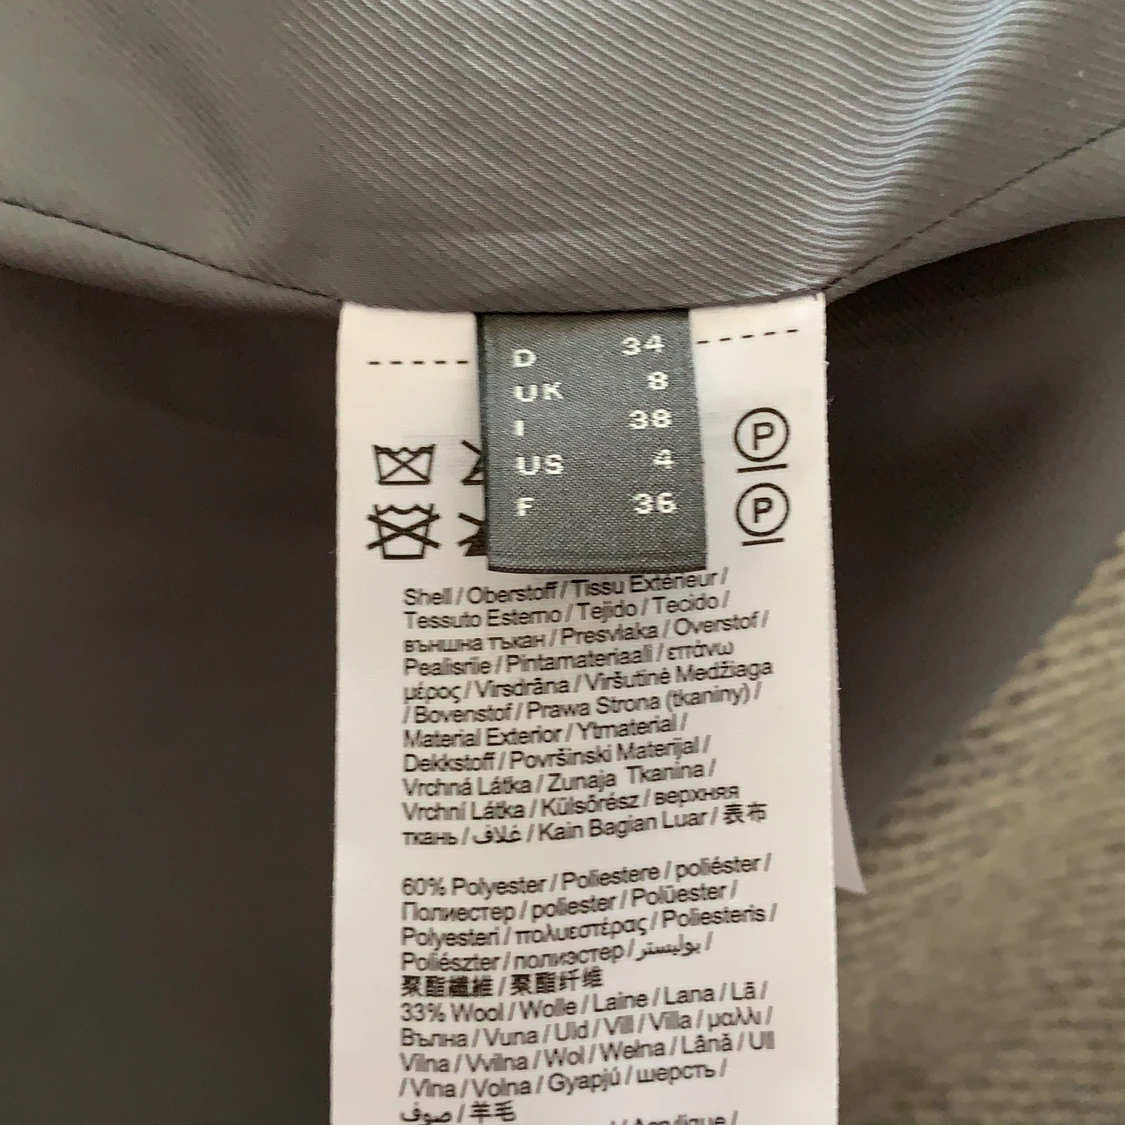 D 34
UK 8
I 38
US 4
F 36
P
P
Shell / Oberstoff / Tissu Extérieur /
Tessuto Esterno / Tejido / Tecido /
външна тъкан / Presvlaka / Overstof /
Pealisriie / Pintamateriaali / επάνω
μέρος / Virsdrāna / Viršutinė Medžiaga
/ Bovenstof / Prawa Strona (tkaniny) /
Material Exterior / Ytmaterial /
Dekkstoff / Površinski Materijal /
Vrchná Látka / Zunaja Tkanina /
Vrchní Látka / Külsőrész / верхняя
ткань / غلاف / Kain Bagian Luar / 表布
60% Polyester / Poliestere / poliéster /
Полиестер / poliester / Polüester /
Polyesteri / πολυεστέρας / Poliesteris /
Poliészter / полиэстер / بوليستر /
聚酯纖維 / 聚酯纤维
33% Wool / Wolle / Laine / Lana / Lã /
Вълна / Vuna / Uld / Vill / Villa / μαλλι /
Vilna / Vvilna / Wol / Wełna / Lână / Ull
/ Vlna / Volna / Gyapjú / шерсть /
صوف / 羊毛
/ Acrylique /